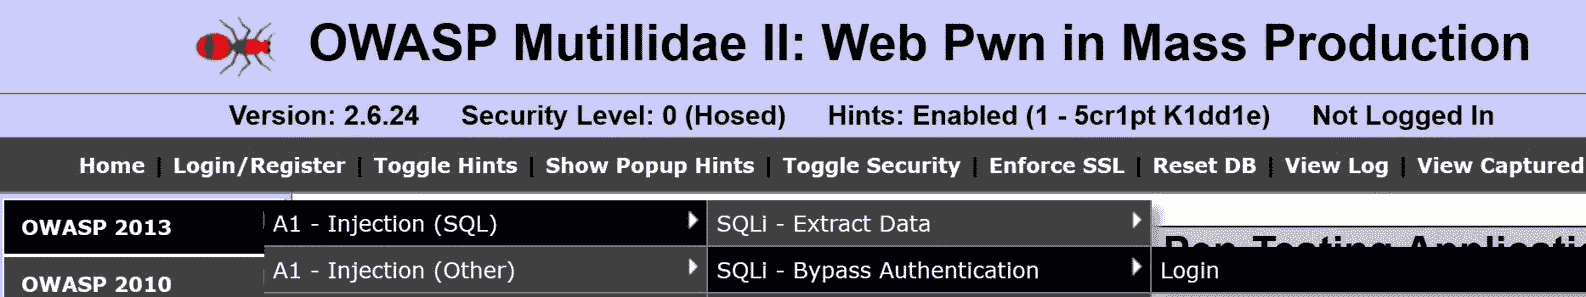 OWASP Mutillidae II: Web Pwn in Mass Production
Version: 2.6.24 Security Level: 0 (Hosed) Hints: Enabled (1 - 5cr1pt K1dd1e) Not Logged In
Home Login/Register Toggle Hints Show Popup Hints Toggle Security Enforce SSL Reset DB View Log View Captured
OWASP 2013 A1 - Injection (SQL) SQLi - Extract Data
OWASP 2010 A1 - Injection (Other) SQLi - Bypass Authentication Login